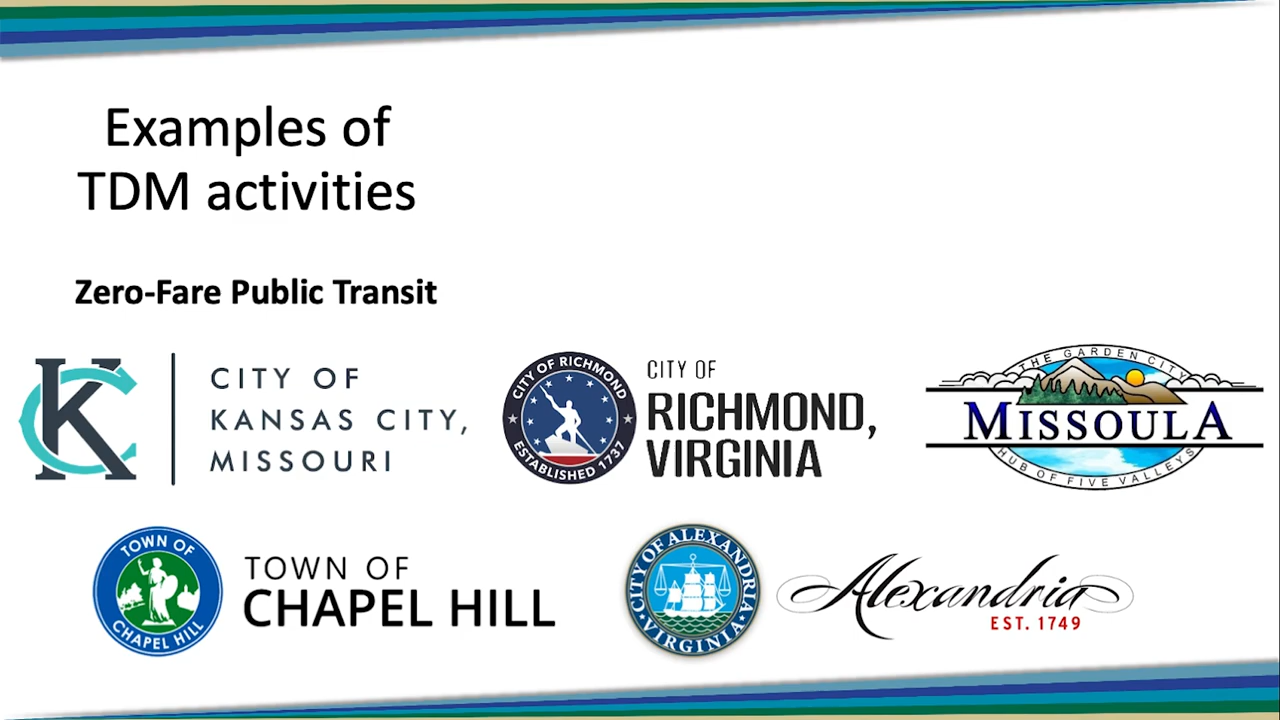 Examples of
TDM activities
Zero-Fare Public Transit
KC
CITY OF
KANSAS CITY,
MISSOURI
CITY OF RICHMOND
ESTABLISHED 1737
CITY OF
RICHMOND,
VIRGINIA
THE GARDEN CITY
MISSOULA
HUB OF FIVE VALLEYS
TOWN OF
CHAPEL HILL
TOWN OF
CHAPEL HILL
CITY OF ALEXANDRIA
VIRGINIA
Alexandria
EST. 1749